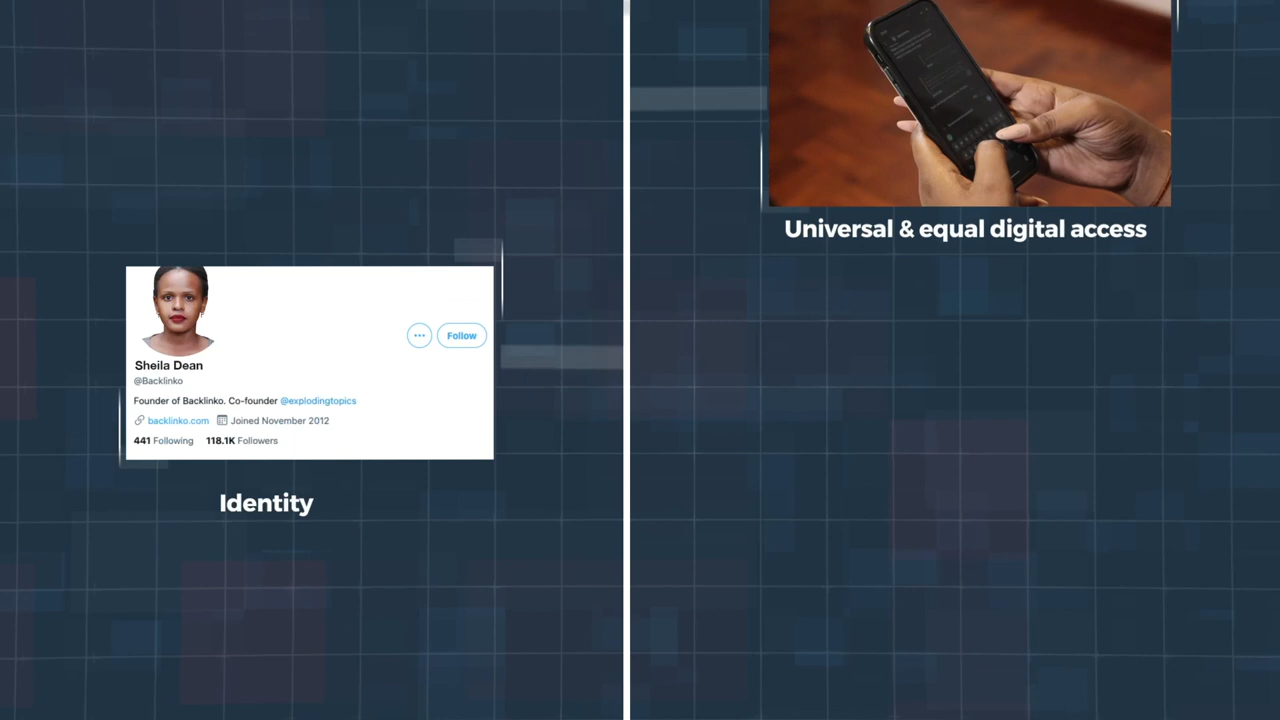 Sheila Dean
@Backlinko
Founder of Backlinko. Co-founder @explodingtopics
backlinko.com Joined November 2012
441 Following 118.1K Followers
Follow
Identity
Universal & equal digital access